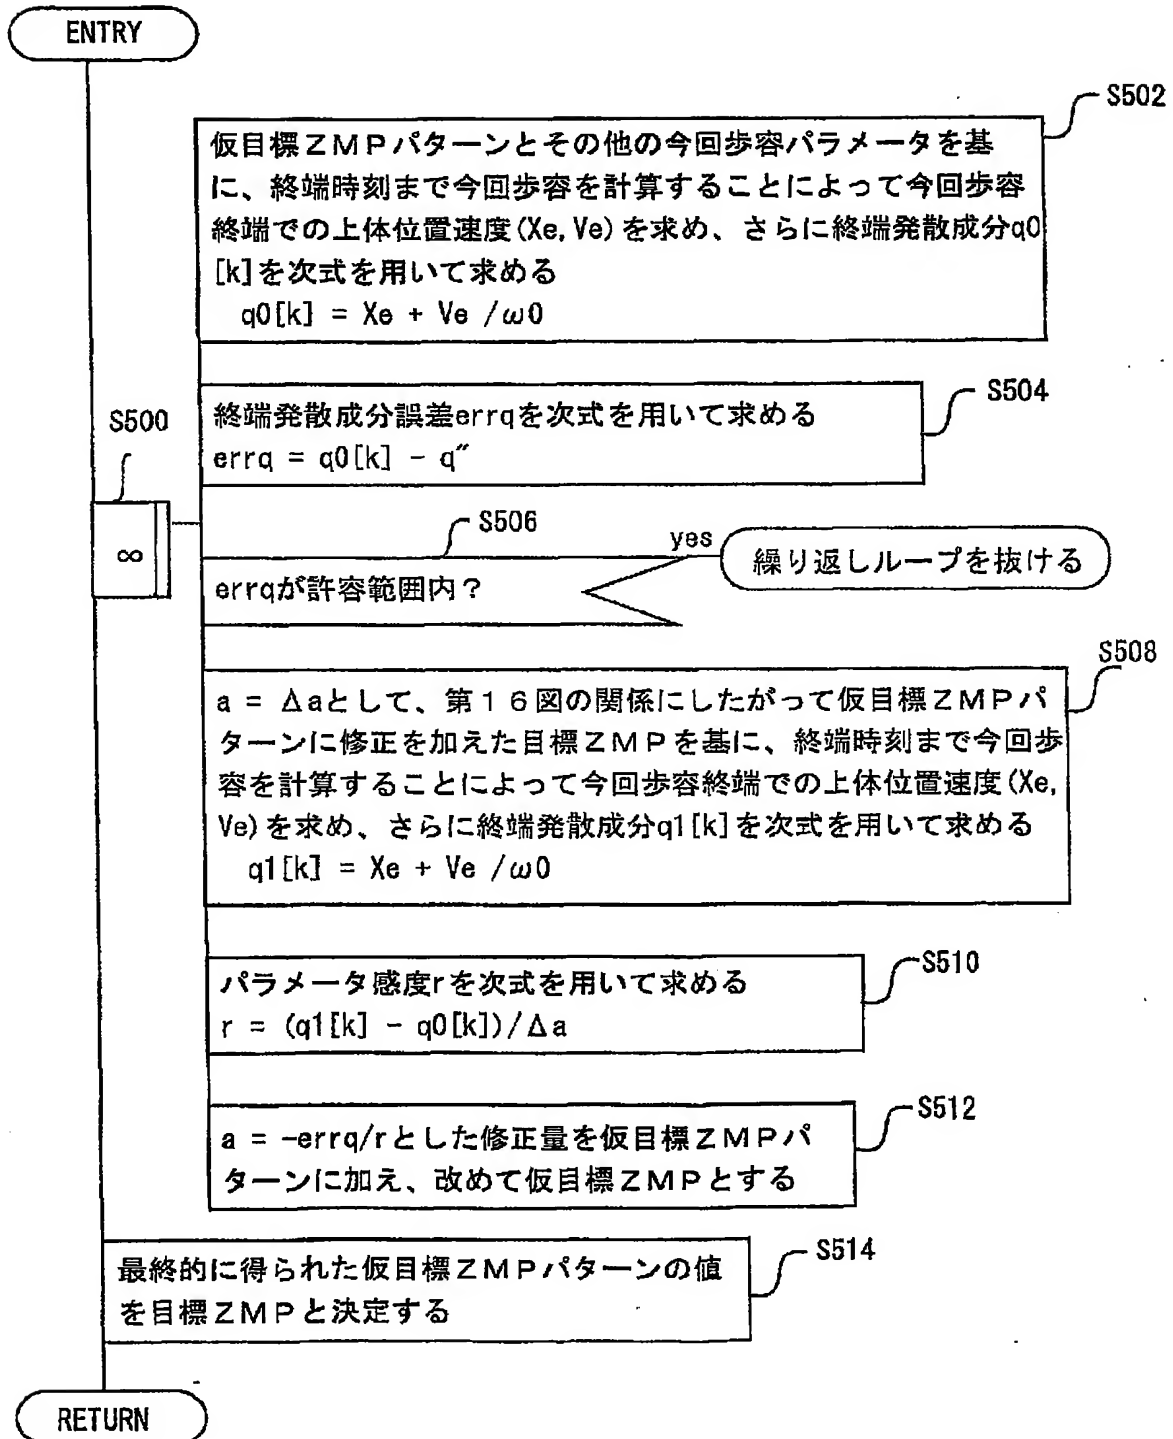 ENTRY
S502
仮目標ZMPパターンとその他の今回歩容パラメータを基
に、終端時刻まで今回歩容を計算することによって今回歩容
終端での上体位置速度(Xe, Ve)を求め、さらに終端発散成分q0
[k]を次式を用いて求める
q0[k] = Xe + Ve /ω0
S504
終端発散成分誤差errqを次式を用いて求める
errq = q0[k] - q″
S500
∞
S506
errqが許容範囲内？
yes
繰り返しループを抜ける
S508
a = Δaとして、第１６図の関係にしたがって仮目標ZMPパ
ターンに修正を加えた目標ZMPを基に、終端時刻まで今回歩
容を計算することによって今回歩容終端での上体位置速度(Xe,
Ve)を求め、さらに終端発散成分q1[k]を次式を用いて求める
q1[k] = Xe + Ve /ω0
S510
パラメータ感度rを次式を用いて求める
r = (q1[k] - q0[k])/Δa
S512
a = -errq/rとした修正量を仮目標ZMPパ
ターンに加え、改めて仮目標ZMPとする
S514
最終的に得られた仮目標ZMPパターンの値
を目標ZMPと決定する
RETURN